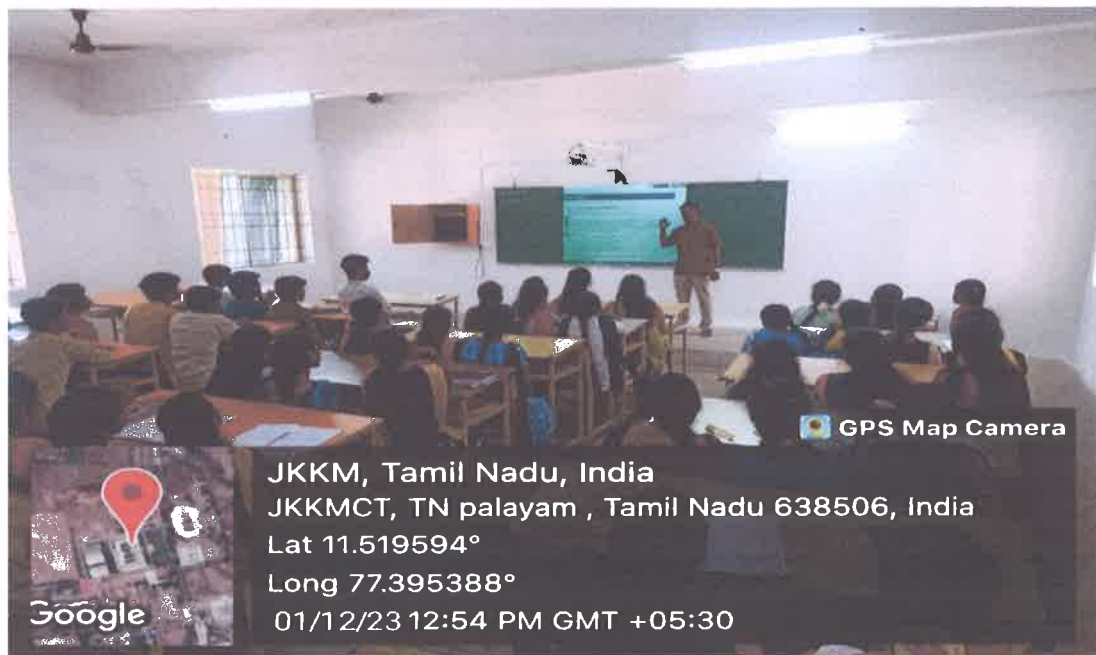 GPS Map Camera
JKKM, Tamil Nadu, India
JKKMCT, TN palayam , Tamil Nadu 638506, India
Lat 11.519594°
Long 77.395388°
01/12/23 12:54 PM GMT +05:30
Google